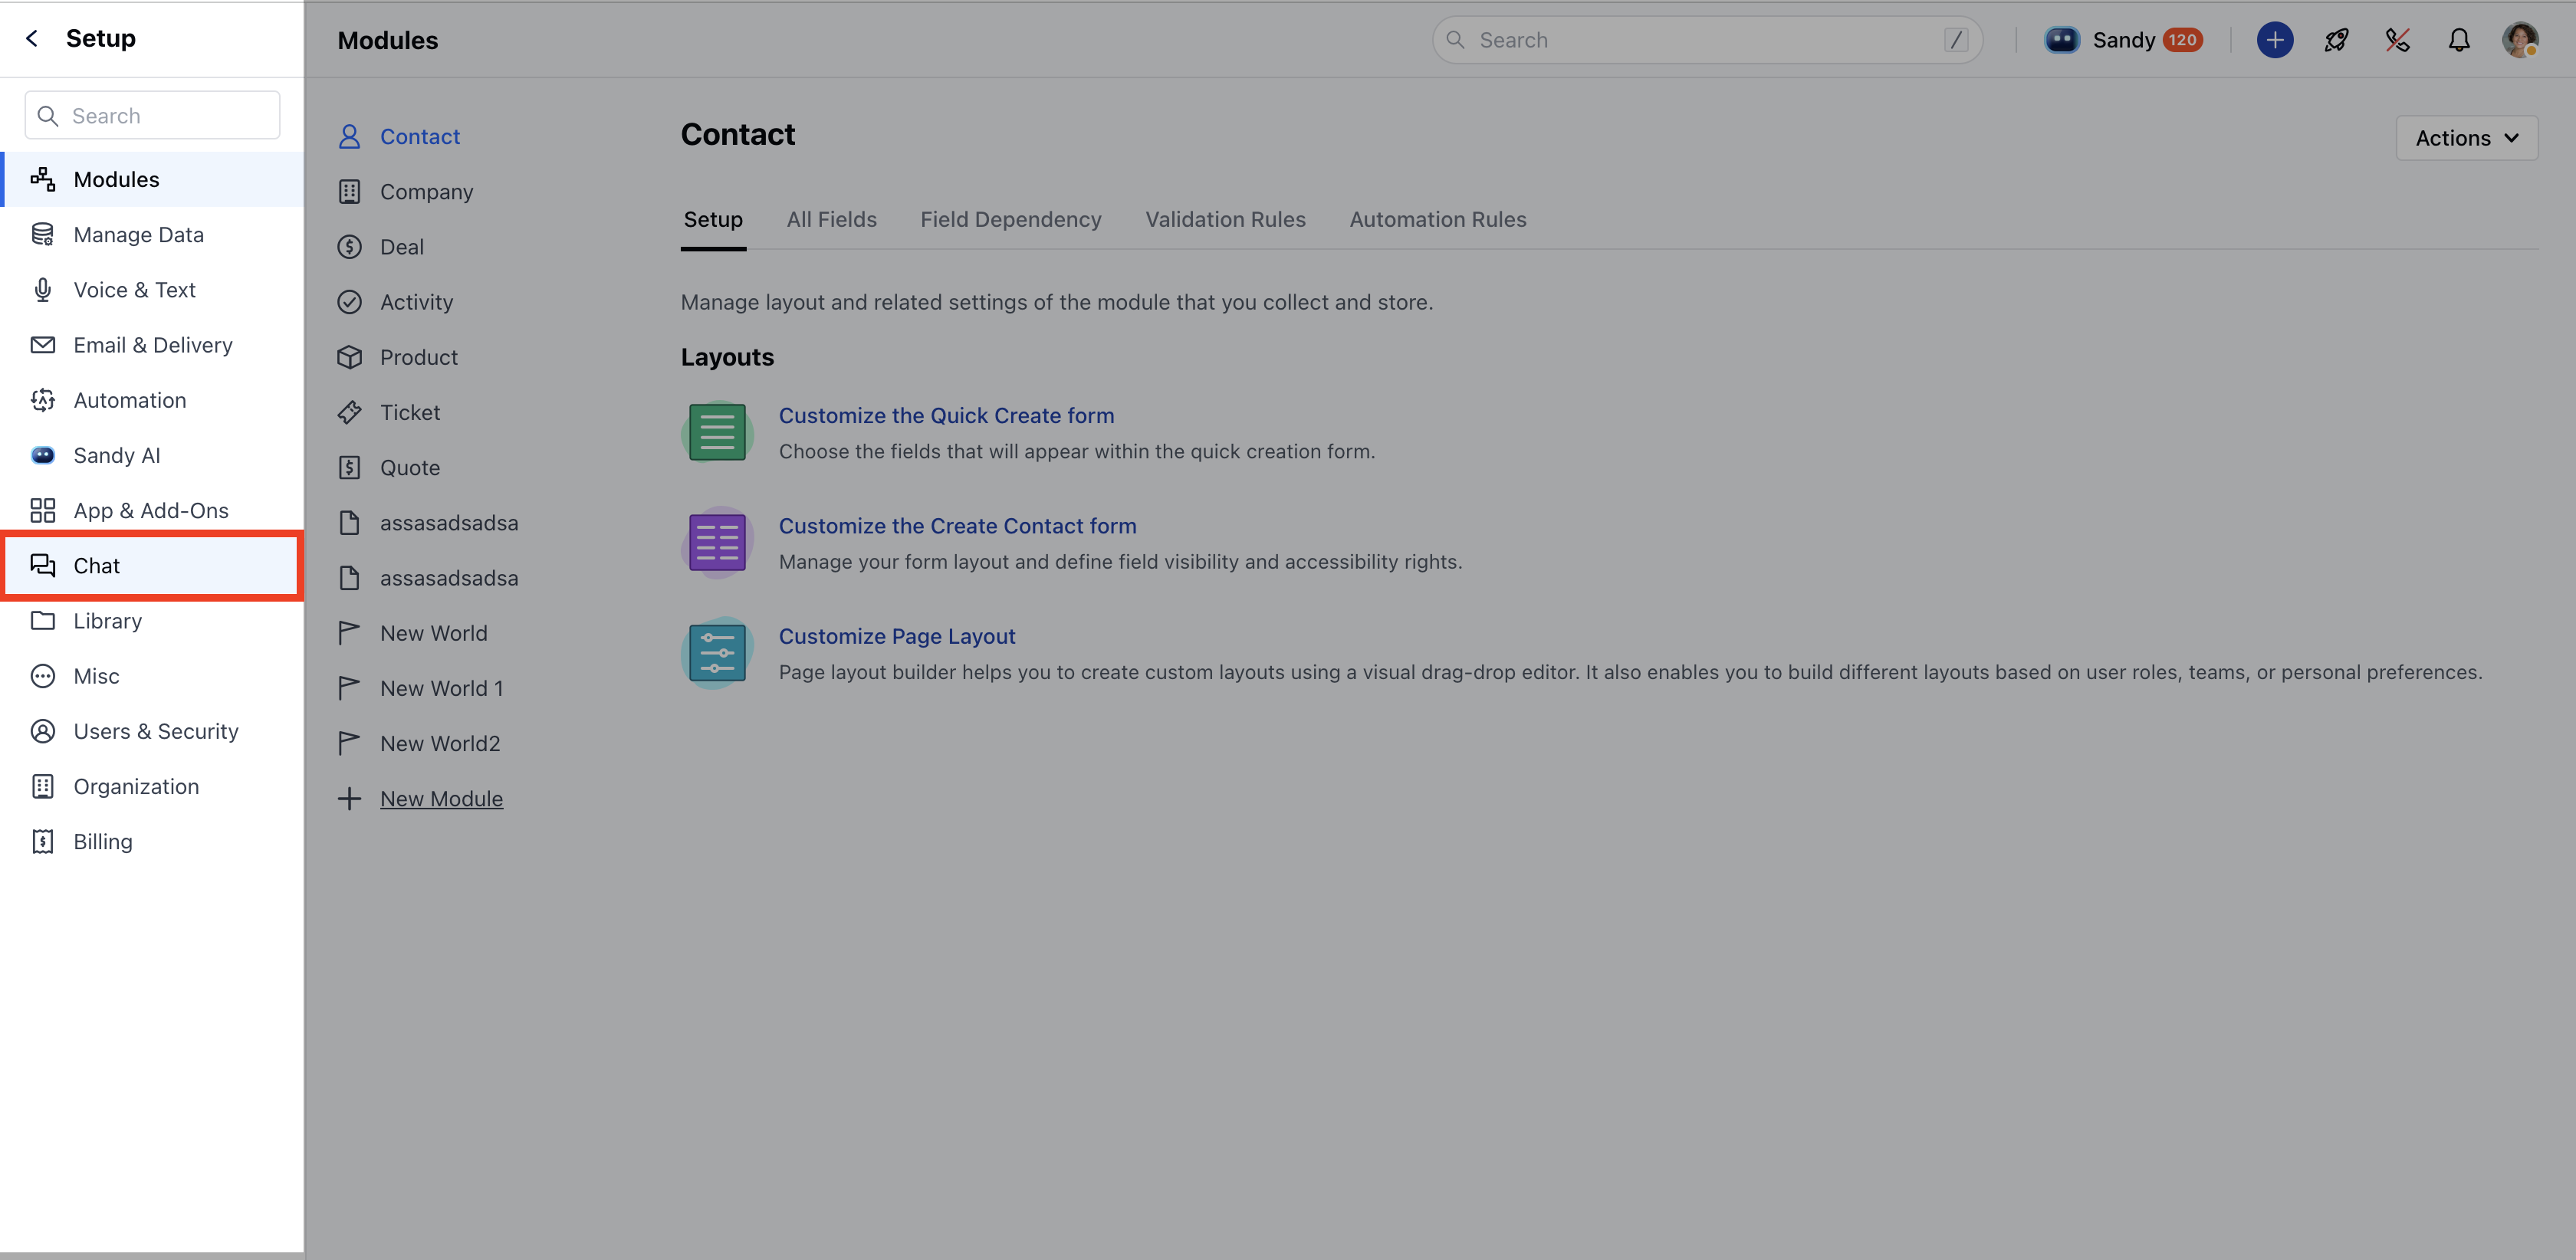 Setup
Search
Modules
Manage Data
Voice & Text
Email & Delivery
Automation
Sandy AI
App & Add-Ons
Chat
Library
Misc
Users & Security
Organization
Billing
Modules
Search /
Sandy 120
Contact
Company
Deal
Activity
Product
Ticket
Quote
assasadsadsa
assasadsadsa
New World
New World 1
New World2
New Module
Contact
Actions
Setup All Fields Field Dependency Validation Rules Automation Rules
Manage layout and related settings of the module that you collect and store.
Layouts
Customize the Quick Create form
Choose the fields that will appear within the quick creation form.
Customize the Create Contact form
Manage your form layout and define field visibility and accessibility rights.
Customize Page Layout
Page layout builder helps you to create custom layouts using a visual drag-drop editor. It also enables you to build different layouts based on user roles, teams, or personal preferences.